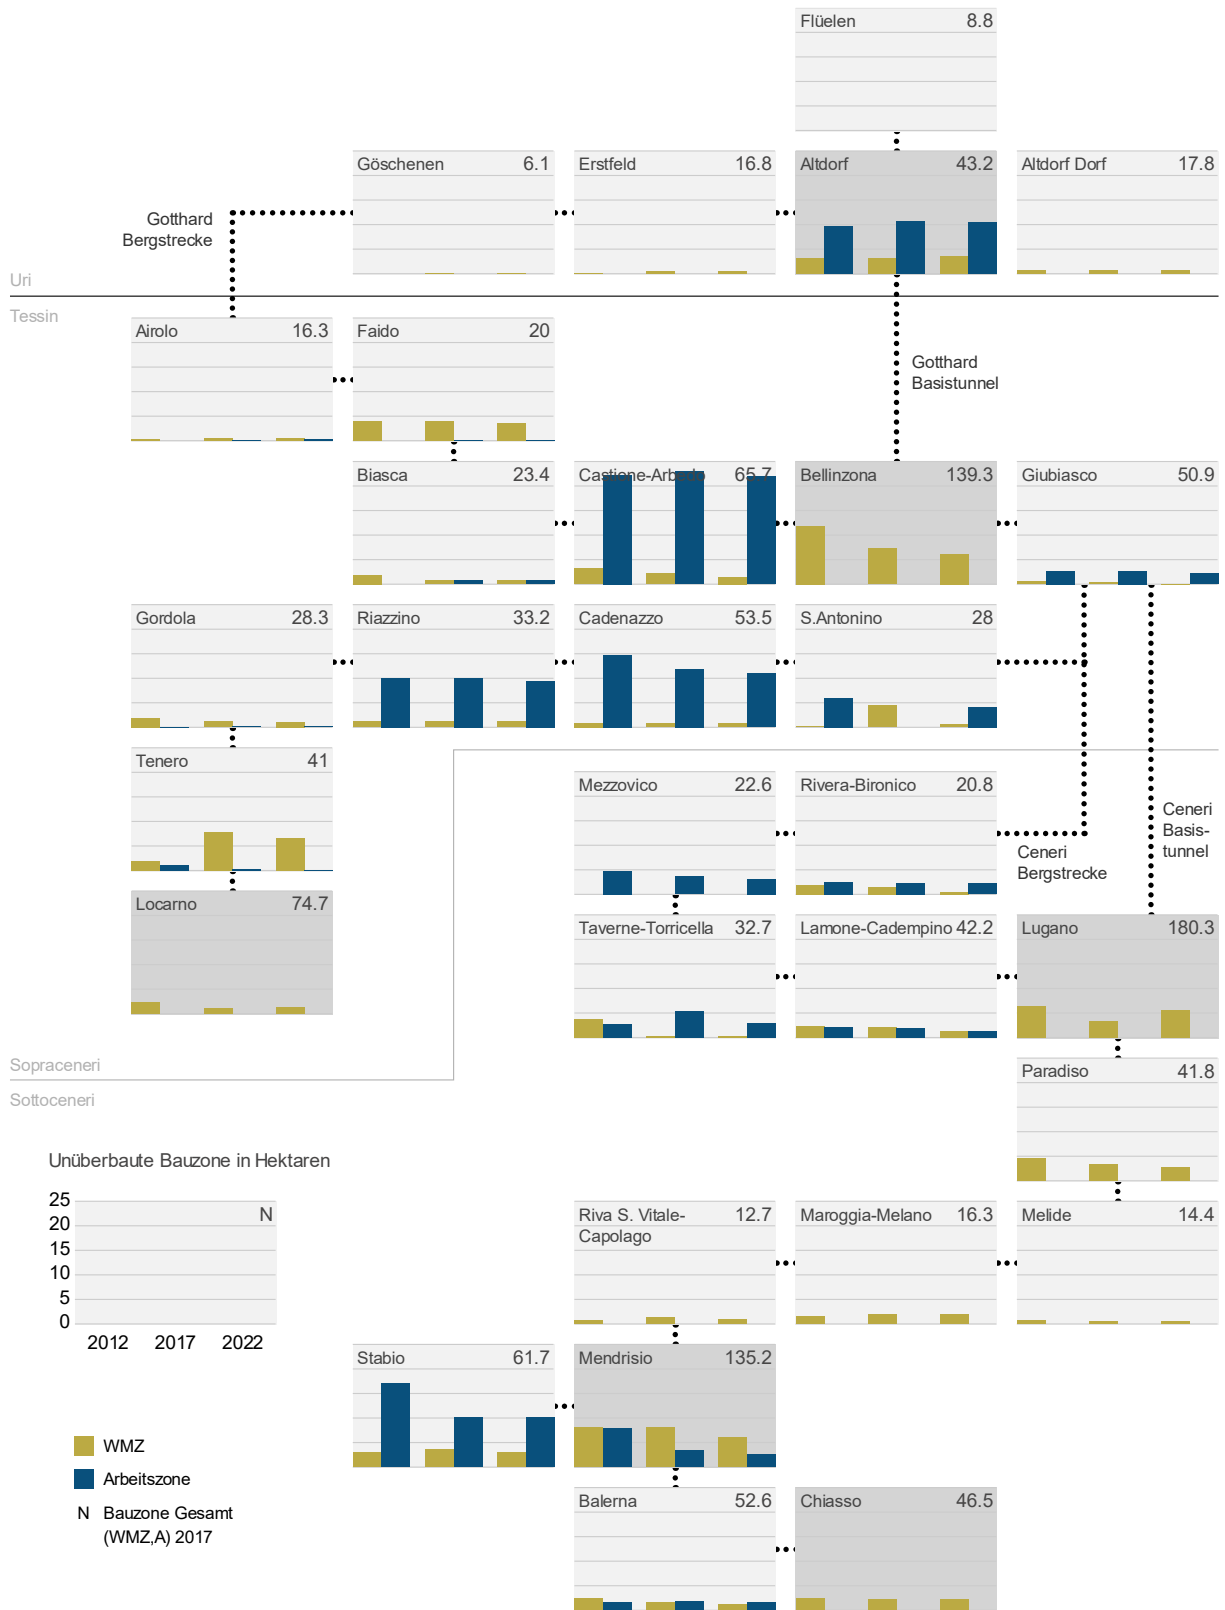 Flüelen 8.8
Göschenen 6.1
Erstfeld 16.8
Altdorf 43.2
Altdorf Dorf 17.8
Gotthard
Bergstrecke
Uri
Tessin
Airolo 16.3
Faido 20
Gotthard
Basistunnel
Biasca 23.4
Castione-Arbedo 65.7
Bellinzona 139.3
Giubiasco 50.9
Gordola 28.3
Riazzino 33.2
Cadenazzo 53.5
S.Antonino 28
Tenero 41
Mezzovico 22.6
Rivera-Bironico 20.8
Ceneri
Basis-
tunnel
Ceneri
Bergstrecke
Locarno 74.7
Taverne-Torricella 32.7
Lamone-Cadempino 42.2
Lugano 180.3
Sopraceneri
Sottoceneri
Paradiso 41.8
Unüberbaute Bauzone in Hektaren
25
20
15
10
5
0
N
2012 2017 2022
Riva S. Vitale-
Capolago
12.7
Maroggia-Melano 16.3
Melide 14.4
Stabio 61.7
Mendrisio 135.2
WMZ
Arbeitszone
N Bauzone Gesamt
(WMZ,A) 2017
Balerna 52.6
Chiasso 46.5